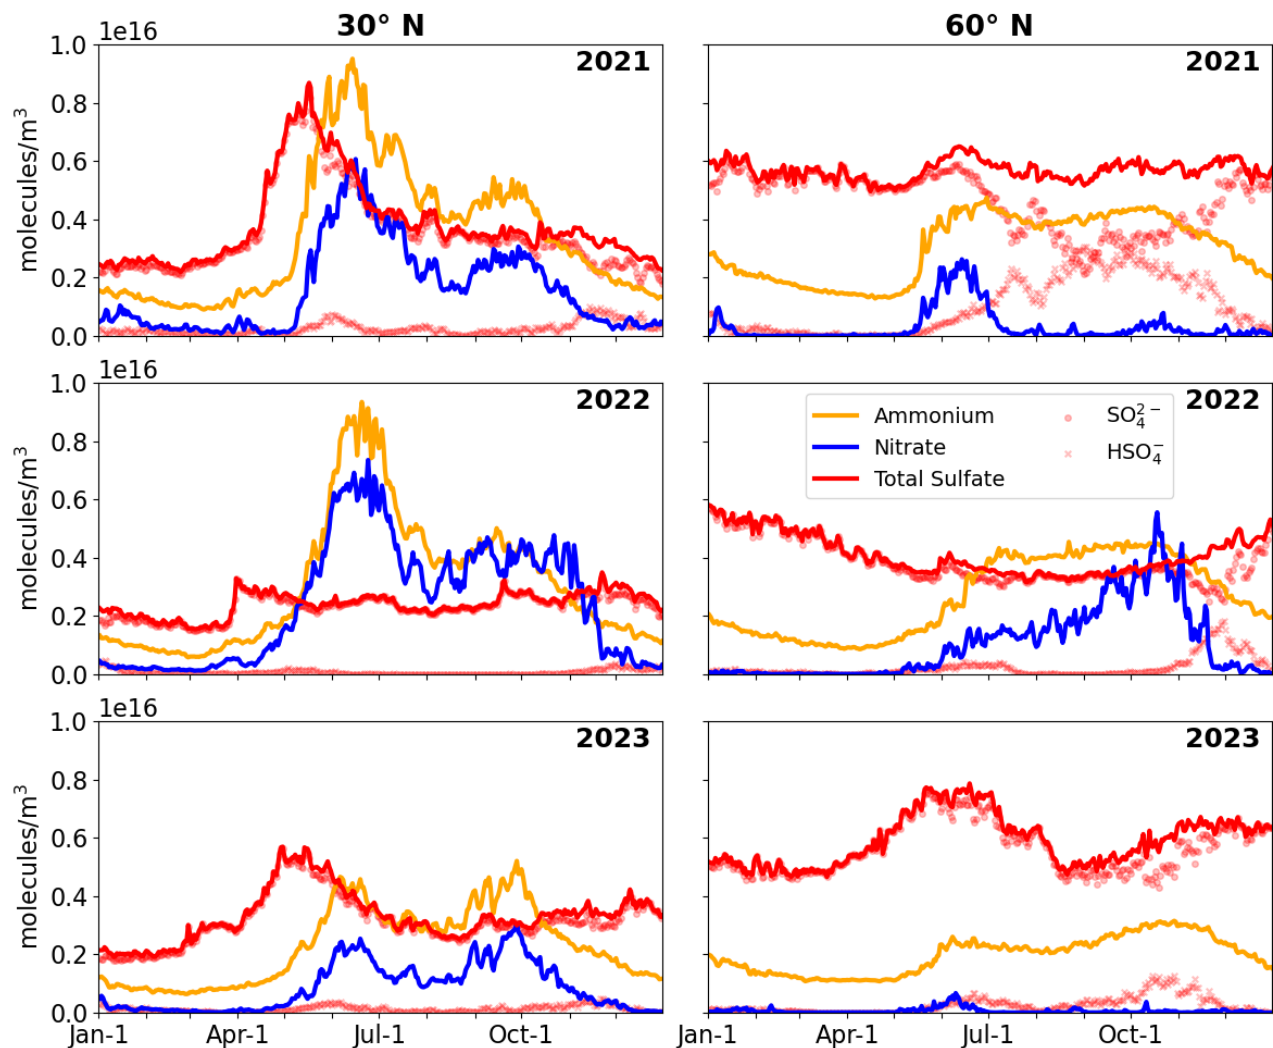 30° N
60° N
1e16
2021
2021
molecules/m³
1.0
0.8
0.6
0.4
0.2
0.0
1e16
2022
2022
1.0
0.8
0.6
0.4
0.2
0.0
Ammonium
Nitrate
Total Sulfate
SO₄²⁻
HSO₄⁻
1e16
2023
2023
molecules/m³
1.0
0.8
0.6
0.4
0.2
0.0
Jan-1 Apr-1 Jul-1 Oct-1
Jan-1 Apr-1 Jul-1 Oct-1
molecules/m³